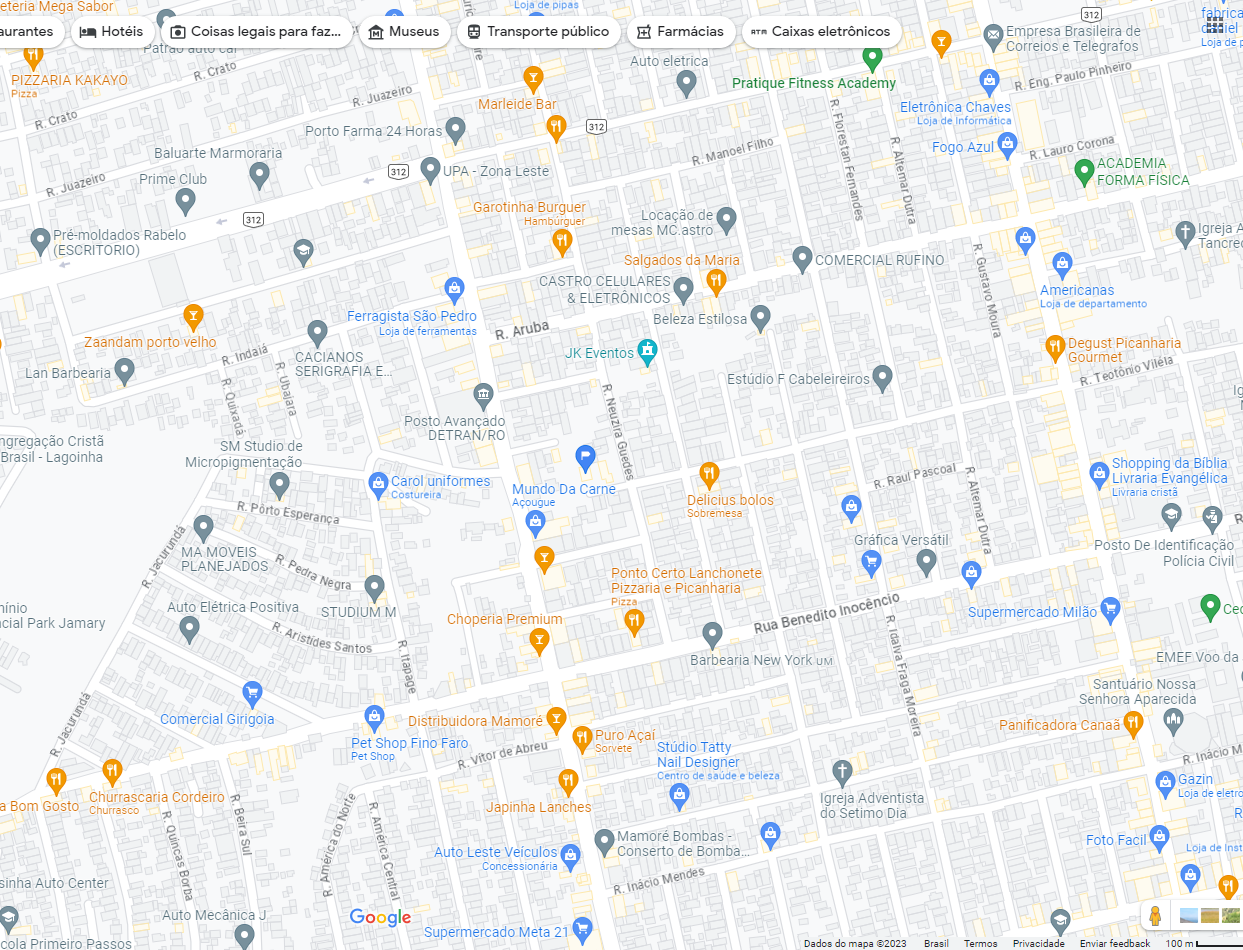 eteria Mega Sabor
Loja de pipas
312
fabrica
daniel
Loja de p
aurantes
Hotéis
Coisas legais para faz...
Museus
Transporte público
Farmácias
Caixas eletrônicos
Patrão auto car
Empresa Brasileira de
Correios e Telegrafos
Auto eletrica
R. Crato
PIZZARIA KAKAYO
Pizza
Pratique Fitness Academy
R. Eng. Paulo Pinheiro
R. Juazeiro
Marleide Bar
Eletrônica Chaves
Loja de Informática
R. Crato
Porto Farma 24 Horas
312
R. Florestan Fernandes
R. Altemar Dutra
Fogo Azul
R. Lauro Corona
Baluarte Marmoraria
R. Manoel Filho
ACADEMIA
FORMA FÍSICA
312
UPA - Zona Leste
Prime Club
R. Juazeiro
Garotinha Burguer
Hambúrguer
Locação de
mesas MC.astro
312
Pré-moldados Rabelo
(ESCRITORIO)
Igreja A
Tancred
R. Gustavo Moura
Salgados da Maria
COMERCIAL RUFINO
CASTRO CELULARES
& ELETRÔNICOS
Americanas
Loja de departamento
Ferragista São Pedro
Loja de ferramentas
Beleza Estilosa
R. Aruba
Zaandam porto velho
R. Indaiá
CACIANOS
SERIGRAFIA E...
JK Eventos
Degust Picanharia
Gourmet
R. Teotônio Viléla
Lan Barbearia
R. Quixadá
R. Ubajara
Estúdio F Cabeleireiros
R. Neuzira Guedes
Posto Avançado
DETRAN/RO
ngregação Cristã
Brasil - Lagoinha
SM Studio de
Micropigmentação
Carol uniformes
Costureira
Mundo Da Carne
Açougue
Delicius bolos
Sobremesa
R. Raul Pascoal
R. Altemar Dutra
Shopping da Bíblia
Livraria Evangélica
Livraria cristã
R. Pôrto Esperança
R. Jacurundá
MA MOVEIS
PLANEJADOS
R. Pedra Negra
Gráfica Versátil
Posto De Identificação
Polícia Civil
Ponto Certo Lanchonete
Pizzaria e Picanharia
Pizza
STUDIUM M
Auto Elétrica Positiva
mínio
cial Park Jamary
Choperia Premium
Rua Benedito Inocêncio
Supermercado Milão
Ced
R. Aristides Santos
R. Itapage
R. Idalva Fraga Moreira
Barbearia New York UM
EMEF Voo da
Santuário Nossa
Senhora Aparecida
R. Jacurundá
Comercial Girigoia
Distribuidora Mamoré
Panificadora Canaã
Pet Shop Fino Faro
Pet Shop
Puro Açaí
Sorvete
R. Vítor de Abreu
Stúdio Tatty
Nail Designer
Centro de saúde e beleza
R. Inácio M
Gazin
Loja de eletro
a Bom Gosto
Churrascaria Cordeiro
Churrasco
Japinha Lanches
Igreja Adventista
do Setimo Dia
R. Quincas Borba
R. Beira Sul
R. América do Norte
R. América Central
Mamoré Bombas -
Conserto de Bomba...
Foto Facil
Loja de Inst
Auto Leste Veículos
Concessionária
R. Inácio Mendes
sinha Auto Center
Auto Mecânica J
Google
Supermercado Meta 21
cola Primeiro Passos
Dados do mapa ©2023
Brasil
Termos
Privacidade
Enviar feedback
100 m